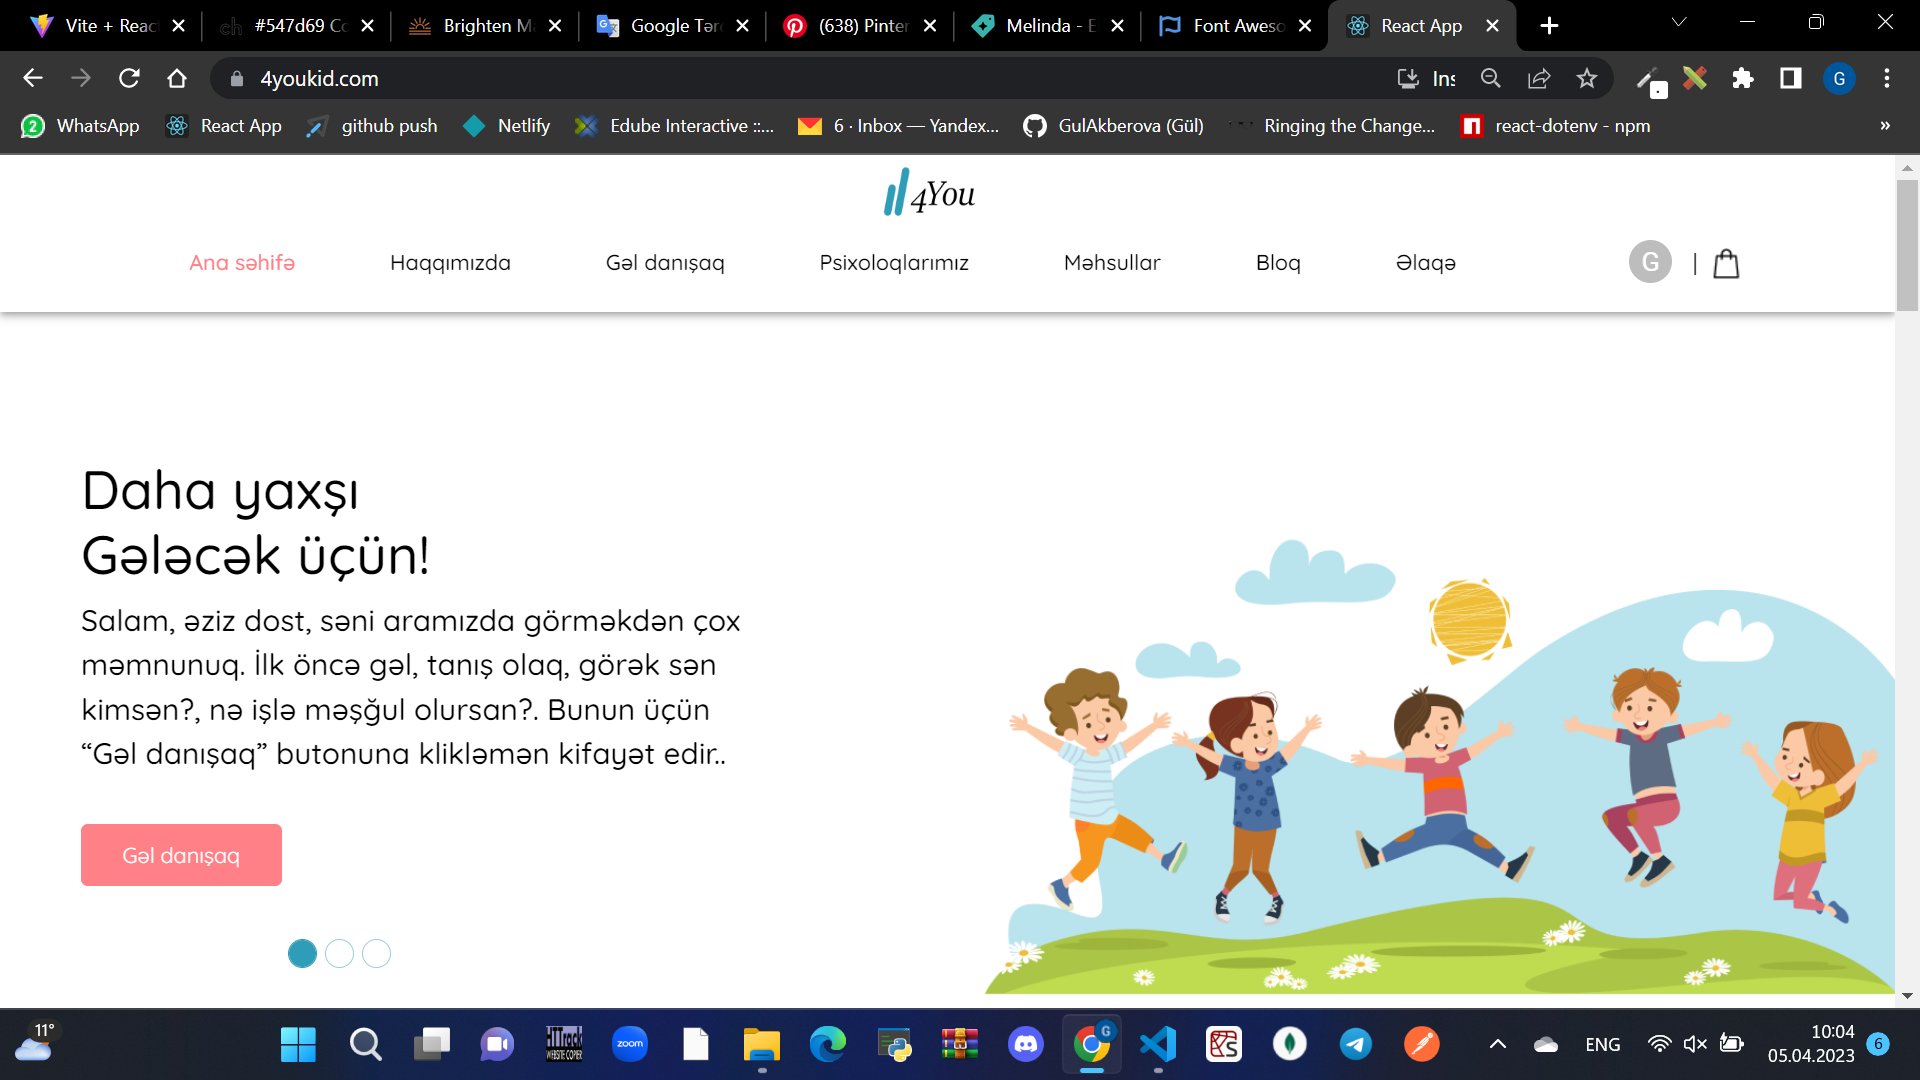 Vite + Reac
#547d69 Co
Brighten M
Google Tərc
(638) Pinter
Melinda - E
Font Aweso
React App
4youkid.com
Ins
G
WhatsApp
React App
github push
Netlify
Edube Interactive ::...
6 · Inbox — Yandex...
GulAkberova (Gül)
Ringing the Change...
react-dotenv - npm
»
4You
Ana səhifə
Haqqımızda
Gəl danışaq
Psixoloqlarımız
Məhsullar
Bloq
Əlaqə
G
|
Daha yaxşı
Gələcək üçün!
Salam, əziz dost, səni aramızda görməkdən çox
məmnunuq. İlk öncə gəl, tanış olaq, görək sən
kimsən?, nə işlə məşğul olursan?. Bunun üçün
“Gəl danışaq” butonuna klikləmən kifayət edir..
Gəl danışaq
11°
HTTrack
WEBSITE COPIER
zoom
G
ENG
10:04
05.04.2023
6